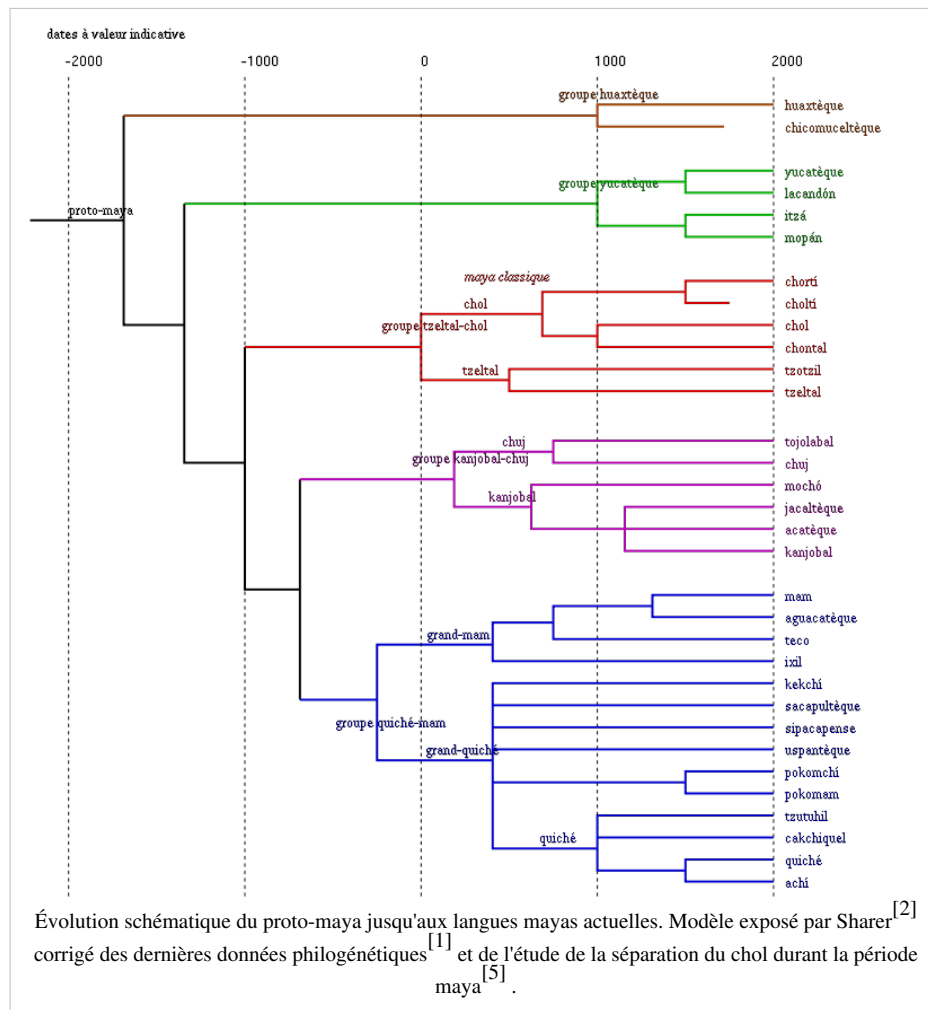 dates à valeur indicative
-2000 -1000 0 1000 2000
groupe huaxtèque
huaxtèque
chicomuceltèque
yucatèque
groupe yucatèque
lacandón
proto-maya
itzá
mopán
maya classique
chortí
chol
choltí
groupe tzeltal-chol
chol
chontal
tzeltal
tzotzil
tzeltal
chuj
tojolabal
groupe kanjobal-chuj
chuj
mochó
kanjobal
jacaltèque
acatèque
kanjobal
mam
aguacatèque
grand-mam
teco
ixil
kekchí
sacapultèque
groupe quiché-mam
sipacapense
grand-quiché
uspantèque
pokomchí
pokomam
tzutuhil
quiché
cakchiquel
quiché
achí
Évolution schématique du proto-maya jusqu'aux langues mayas actuelles. Modèle exposé par Sharer[2]
corrigé des dernières données philogénétiques[1] et de l'étude de la séparation du chol durant la période
maya[5] .